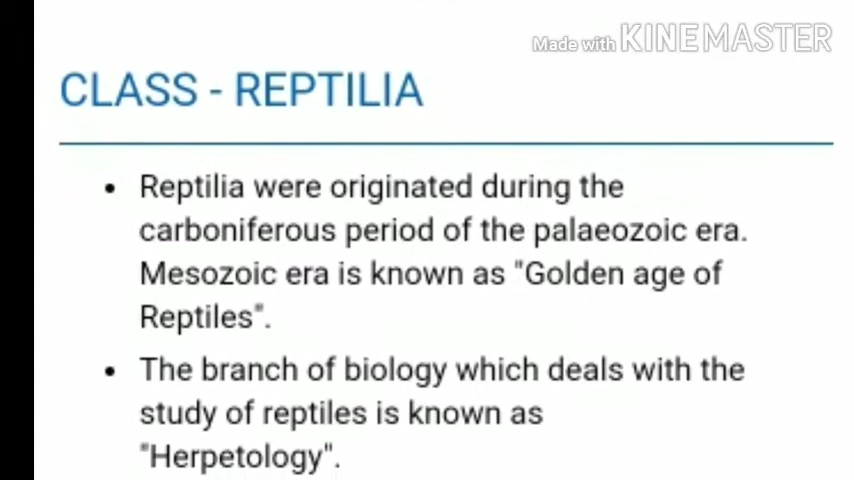 Made with KINEMASTER
CLASS - REPTILIA
• Reptilia were originated during the
carboniferous period of the palaeozoic era.
Mesozoic era is known as "Golden age of
Reptiles".
• The branch of biology which deals with the
study of reptiles is known as
"Herpetology".